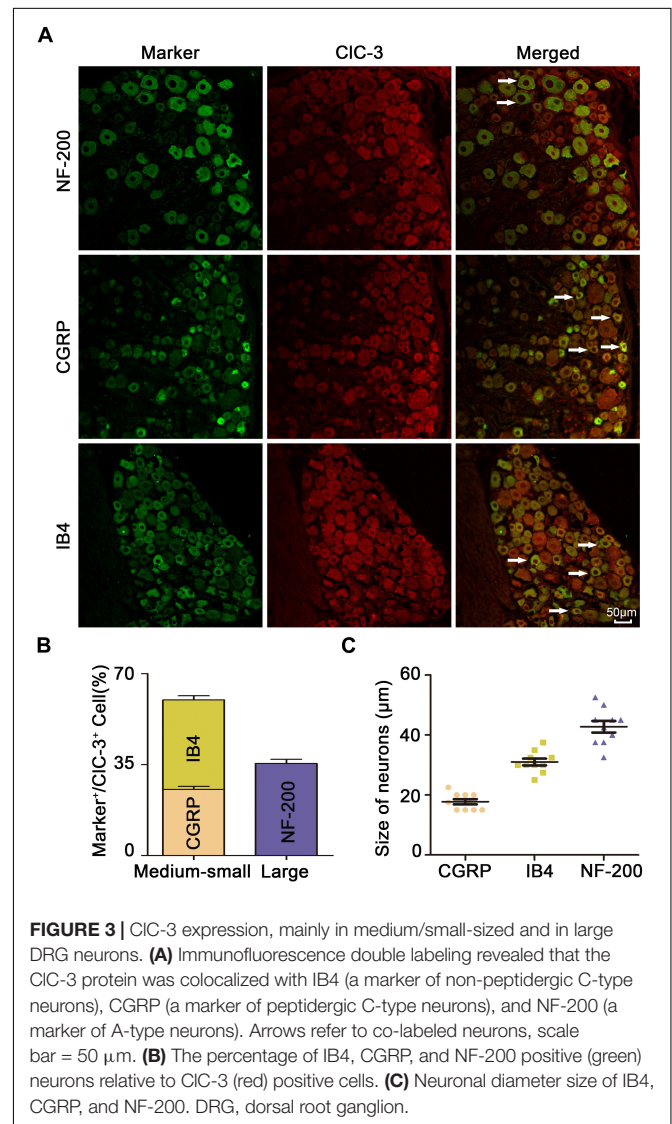 A
Marker
ClC-3
Merged
NF-200
CGRP
IB4
50µm
B
Marker⁺/ClC-3⁺ Cell(%)
70
35
0
IB4
CGRP
NF-200
Medium-small
Large
C
Size of neurons (µm)
60
40
20
0
CGRP
IB4
NF-200
FIGURE 3 | ClC-3 expression, mainly in medium/small-sized and in large
DRG neurons. (A) Immunofluorescence double labeling revealed that the
ClC-3 protein was colocalized with IB4 (a marker of non-peptidergic C-type
neurons), CGRP (a marker of peptidergic C-type neurons), and NF-200 (a
marker of A-type neurons). Arrows refer to co-labeled neurons, scale
bar = 50 µm. (B) The percentage of IB4, CGRP, and NF-200 positive (green)
neurons relative to ClC-3 (red) positive cells. (C) Neuronal diameter size of IB4,
CGRP, and NF-200. DRG, dorsal root ganglion.